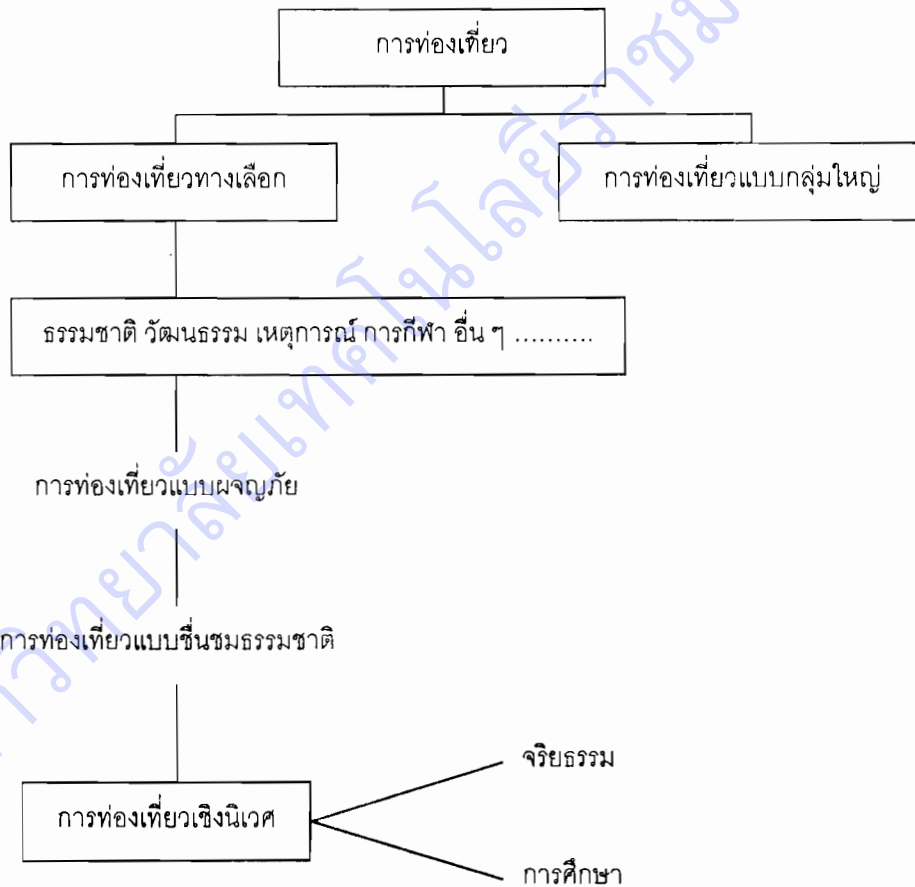 การท่องเที่ยว
การท่องเที่ยวทางเลือก
การท่องเที่ยวแบบกลุ่มใหญ่
ธรรมชาติ วัฒนธรรม เหตุการณ์ การกีฬา อื่น ๆ ..........
การท่องเที่ยวแบบผจญภัย
การท่องเที่ยวแบบชื่นชมธรรมชาติ
จริยธรรม
การท่องเที่ยวเชิงนิเวศ
การศึกษา